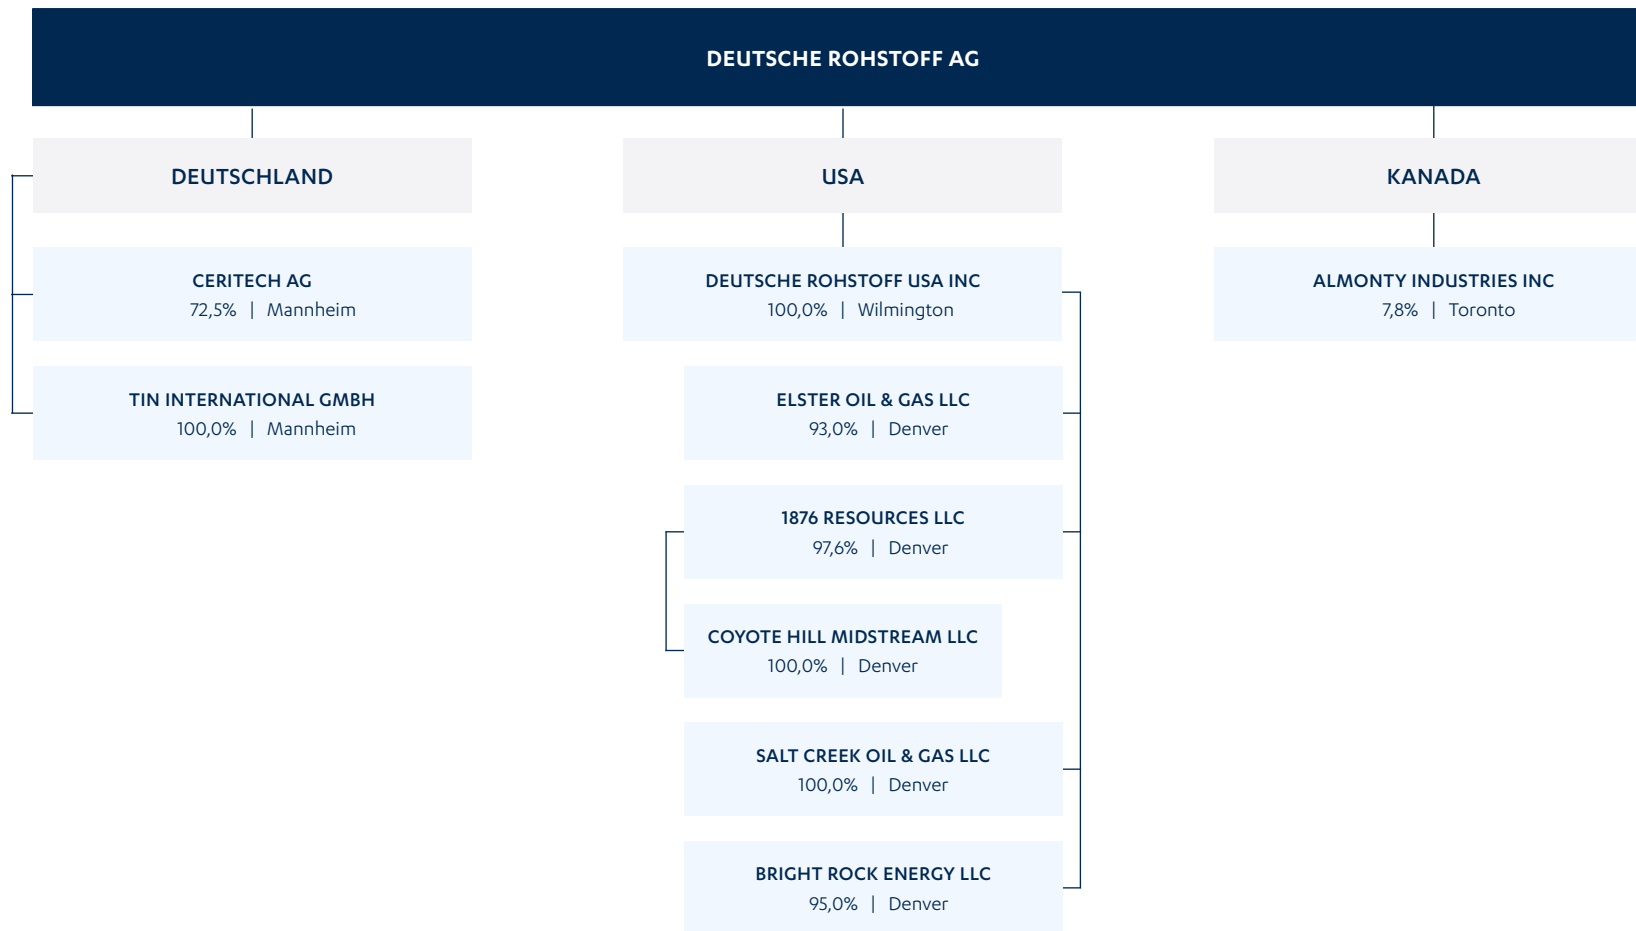 DEUTSCHE ROHSTOFF AG
DEUTSCHLAND
CERITECH AG
72,5% | Mannheim
TIN INTERNATIONAL GMBH
100,0% | Mannheim
USA
DEUTSCHE ROHSTOFF USA INC
100,0% | Wilmington
ELSTER OIL & GAS LLC
93,0% | Denver
1876 RESOURCES LLC
97,6% | Denver
COYOTE HILL MIDSTREAM LLC
100,0% | Denver
SALT CREEK OIL & GAS LLC
100,0% | Denver
BRIGHT ROCK ENERGY LLC
95,0% | Denver
KANADA
ALMONTY INDUSTRIES INC
7,8% | Toronto